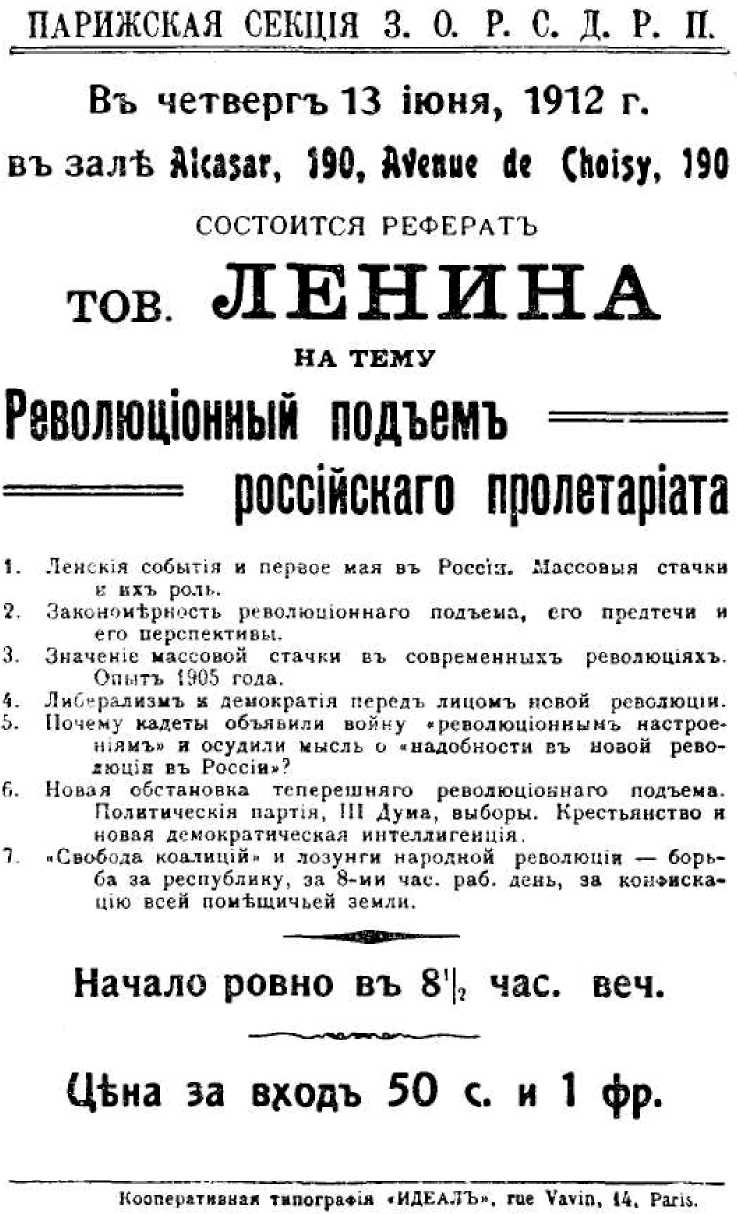 ПАРИЖСКАЯ СЕКЦІЯ З. О. Р. С. Д. Р. П.
Въ четвергъ 13 іюня, 1912 г.
въ залѣ Alcasar, 190, Avenue de Choisy, 190
СОСТОИТСЯ РЕФЕРАТЪ
ТОВ. ЛЕНИНА
НА ТЕМУ
Революціонный подъемъ
россійскаго пролетаріата
1. Ленскія событія и первое мая въ Россіи. Массовыя стачки
и ихъ роль.
2. Закономѣрность революціоннаго подъема, его предтечи и
его перспективы.
3. Значеніе массовой стачки въ современныхъ революціяхъ.
Опытъ 1905 года.
4. Либерализмъ и демократія передъ лицомъ новой революціи.
5. Почему кадеты объявили войну «революціоннымъ настрое-
ніямъ» и осудили мысль о «надобности въ новой рево-
люціи въ Россіи»?
6. Новая обстановка теперешняго революціоннаго подъема.
Политическія партія, III Дума, выборы. Крестьянство и
новая демократическая интеллигенція.
7. «Свобода коалицій» и лозунги народной революціи — борь-
ба за республику, за 8-ми час. раб. день, за конфиска-
цію всей помѣщичьей земли.
Начало ровно въ 8 1/2 час. веч.
Цѣна за входъ 50 с. и 1 фр.
Кооперативная типографія «ИДЕАЛЪ», rue Vavin, 14, Paris.